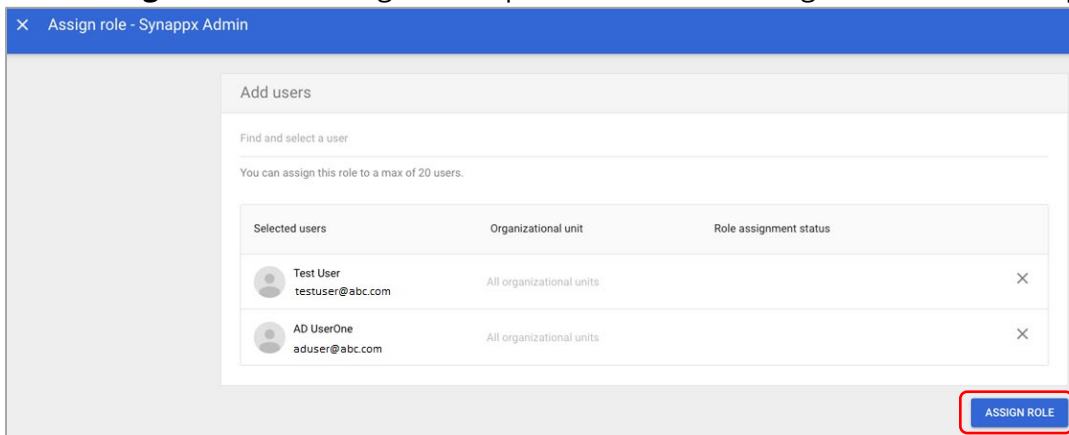 Assign role - Synappx Admin
Add users
Find and select a user
You can assign this role to a max of 20 users.
Selected users Organizational unit Role assignment status
Test User
testuser@abc.com
All organizational units
AD UserOne
aduser@abc.com
All organizational units
ASSIGN ROLE